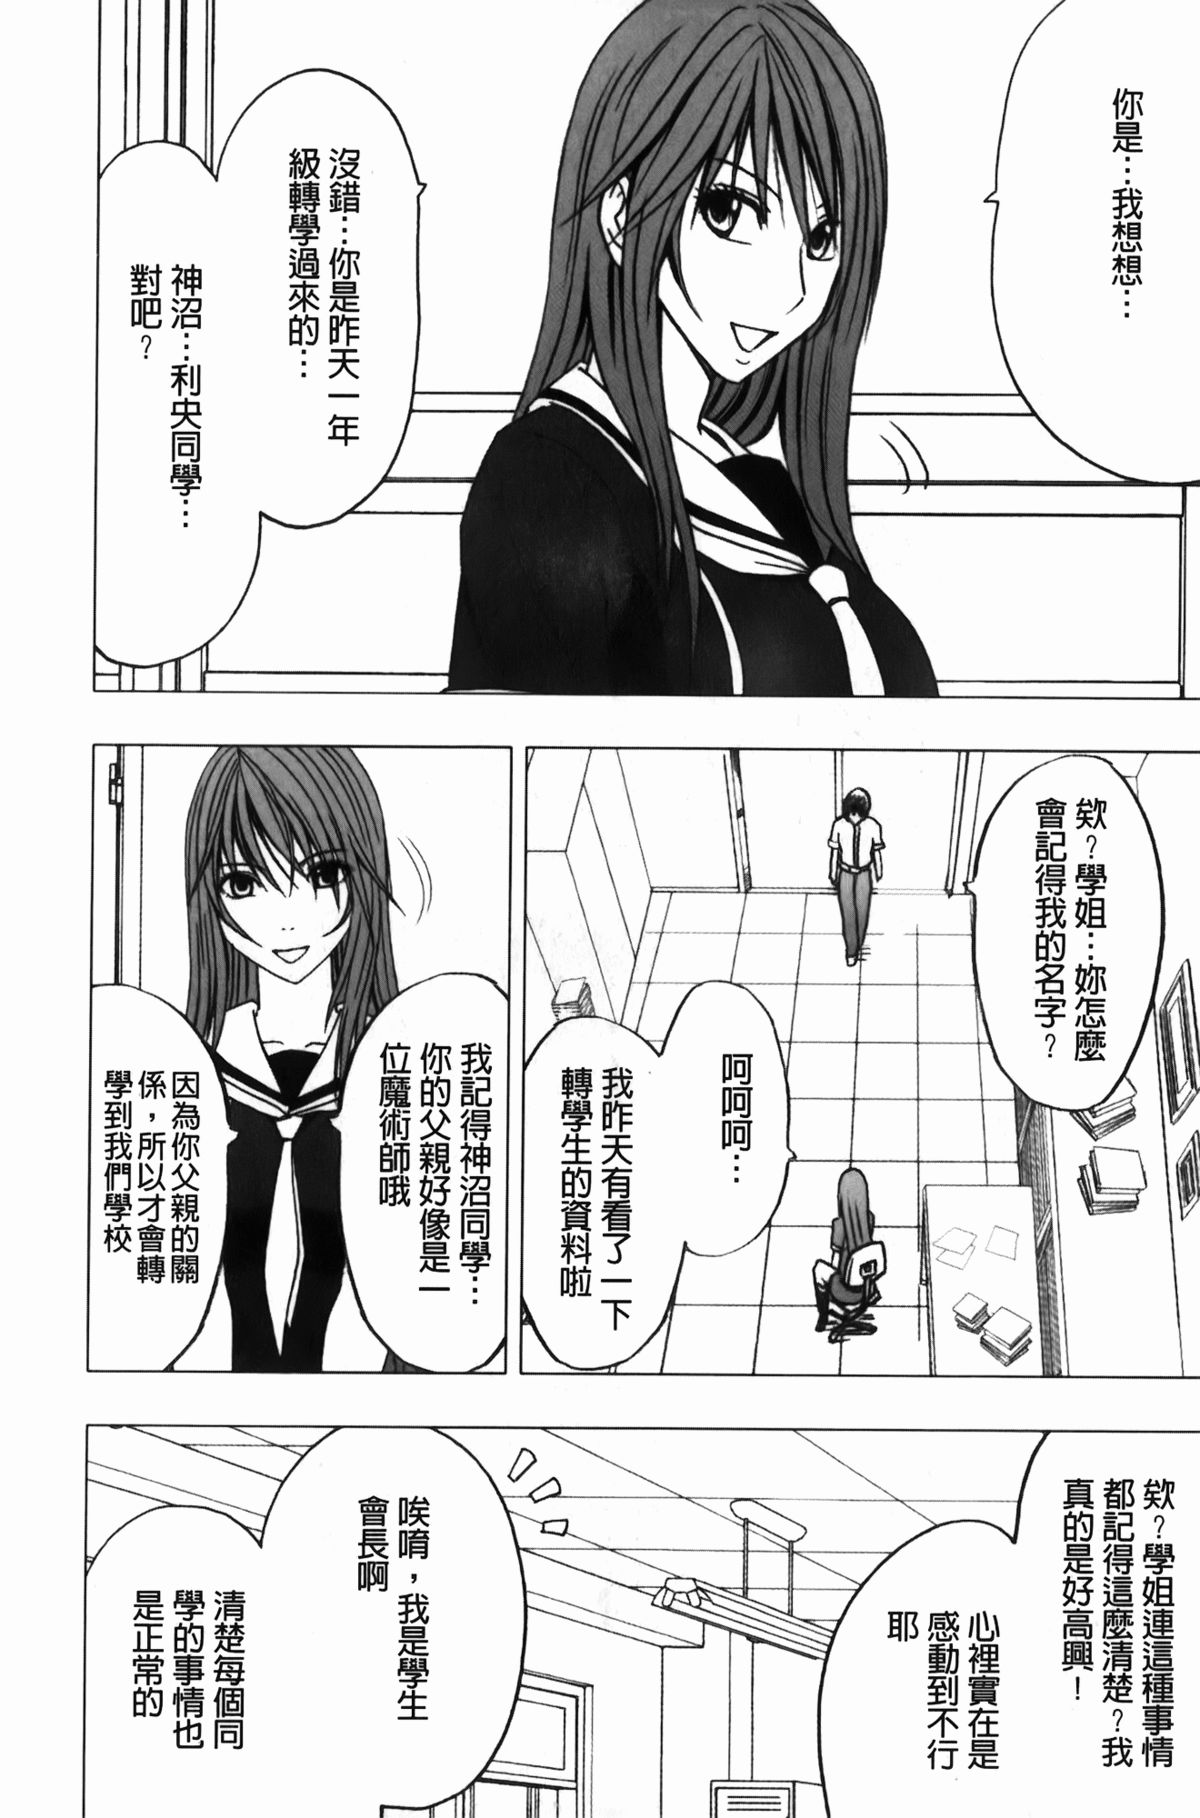 你是…我想想…
沒錯…你是昨天一年
級轉學過來的…
神沼…利央同學…
對吧？
欸？學姐…妳怎麼
會記得我的名字？
呵呵呵…
我昨天有看了一下
轉學生的資料啦
我記得神沼同學…
你的父親好像是一
位魔術師哦
因為你父親的關
係，所以才會轉
學到我們學校
欸？學姐連這種事情
都記得這麼清楚？我
真的是好高興！
心裡實在是
感動到不行
耶
唉唷，我是學生
會長啊
清楚每個同
學的事情也
是正常的